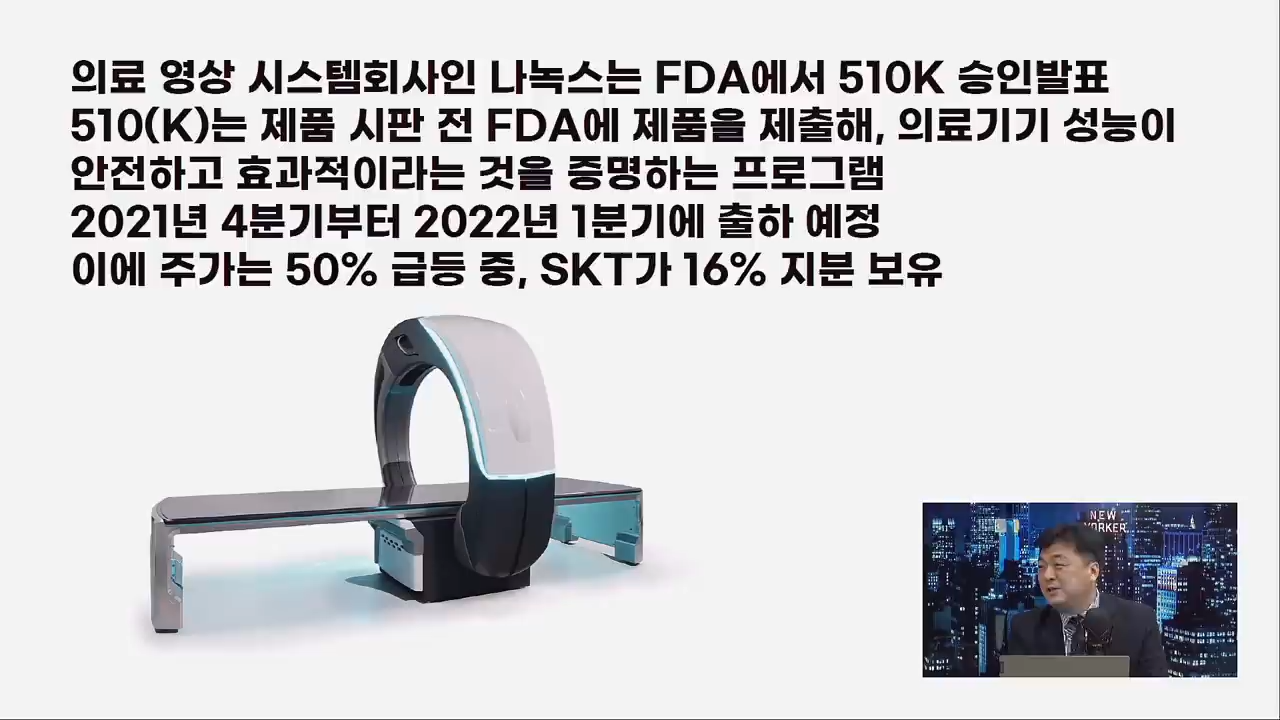 의료 영상 시스템회사인 나녹스는 FDA에서 510K 승인발표
510(K)는 제품 시판 전 FDA에 제품을 제출해, 의료기기 성능이
안전하고 효과적이라는 것을 증명하는 프로그램
2021년 4분기부터 2022년 1분기에 출하 예정
이에 주가는 50% 급등 중, SKT가 16% 지분 보유
NEW
YORKER